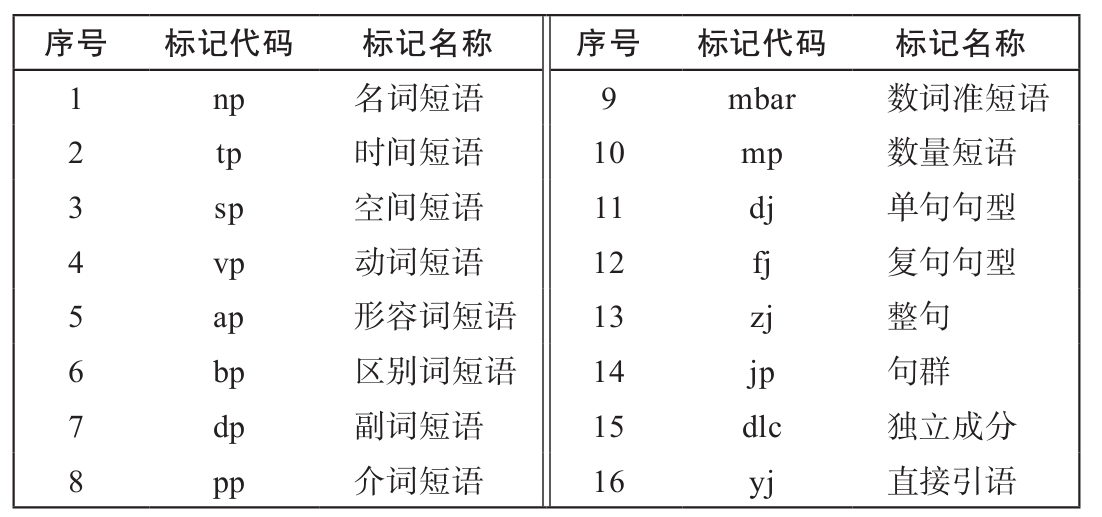 序号 标记代码 标记名称 序号 标记代码 标记名称
1 np 名词短语 9 mbar 数词准短语
2 tp 时间短语 10 mp 数量短语
3 sp 空间短语 11 dj 单句句型
4 vp 动词短语 12 fj 复句句型
5 ap 形容词短语 13 zj 整句
6 bp 区别词短语 14 jp 句群
7 dp 副词短语 15 dlc 独立成分
8 pp 介词短语 16 yj 直接引语